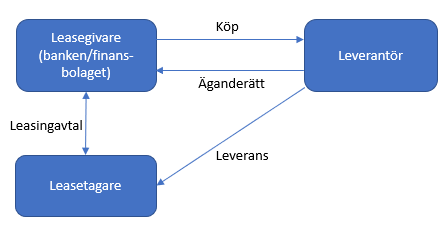 Leasegivare
(banken/finans-
bolaget)
Köp
Leverantör
Äganderätt
Leasingavtal
Leverans
Leasetagare